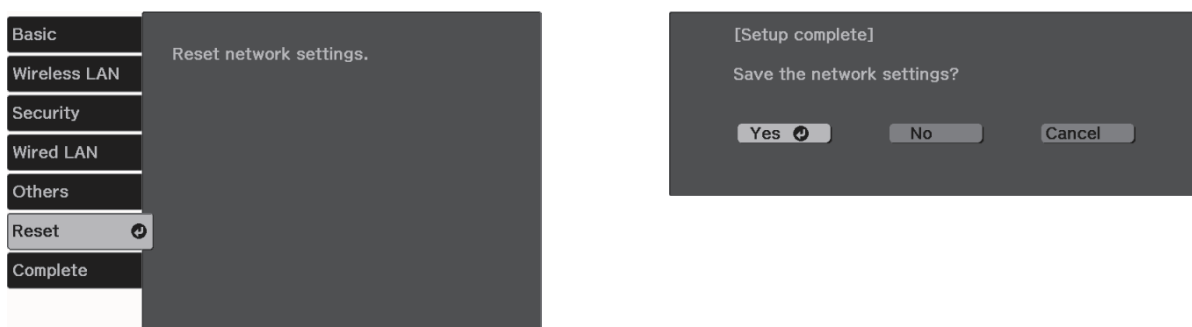 Basic
Wireless LAN
Security
Wired LAN
Others
Reset
Complete
Reset network settings.
[Setup complete]
Save the network settings?
Yes
No
Cancel